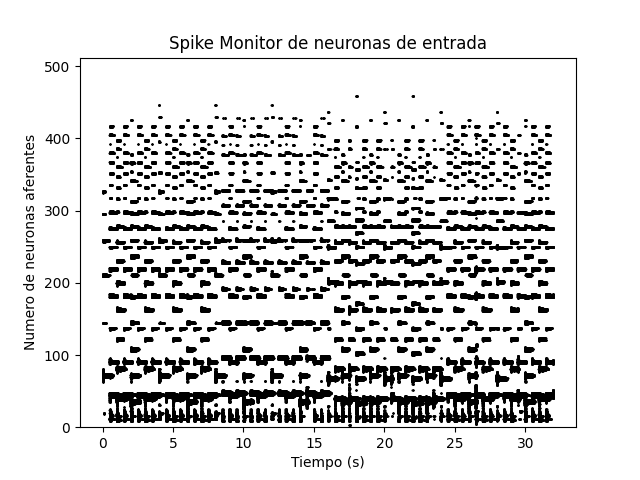 Spike Monitor de neuronas de entrada
500
400
300
200
100
0
Numero de neuronas aferentes
0 5 10 15 20 25 30
Tiempo (s)